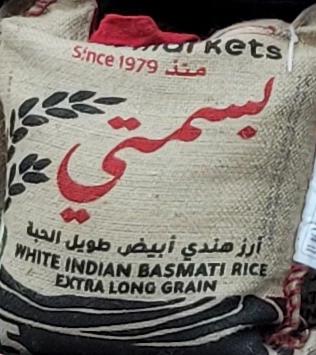 Since 1979 منذ
بسمتي
أرز هندي أبيض طويل الحبة
WHITE INDIAN BASMATI RICE
EXTRA LONG GRAIN